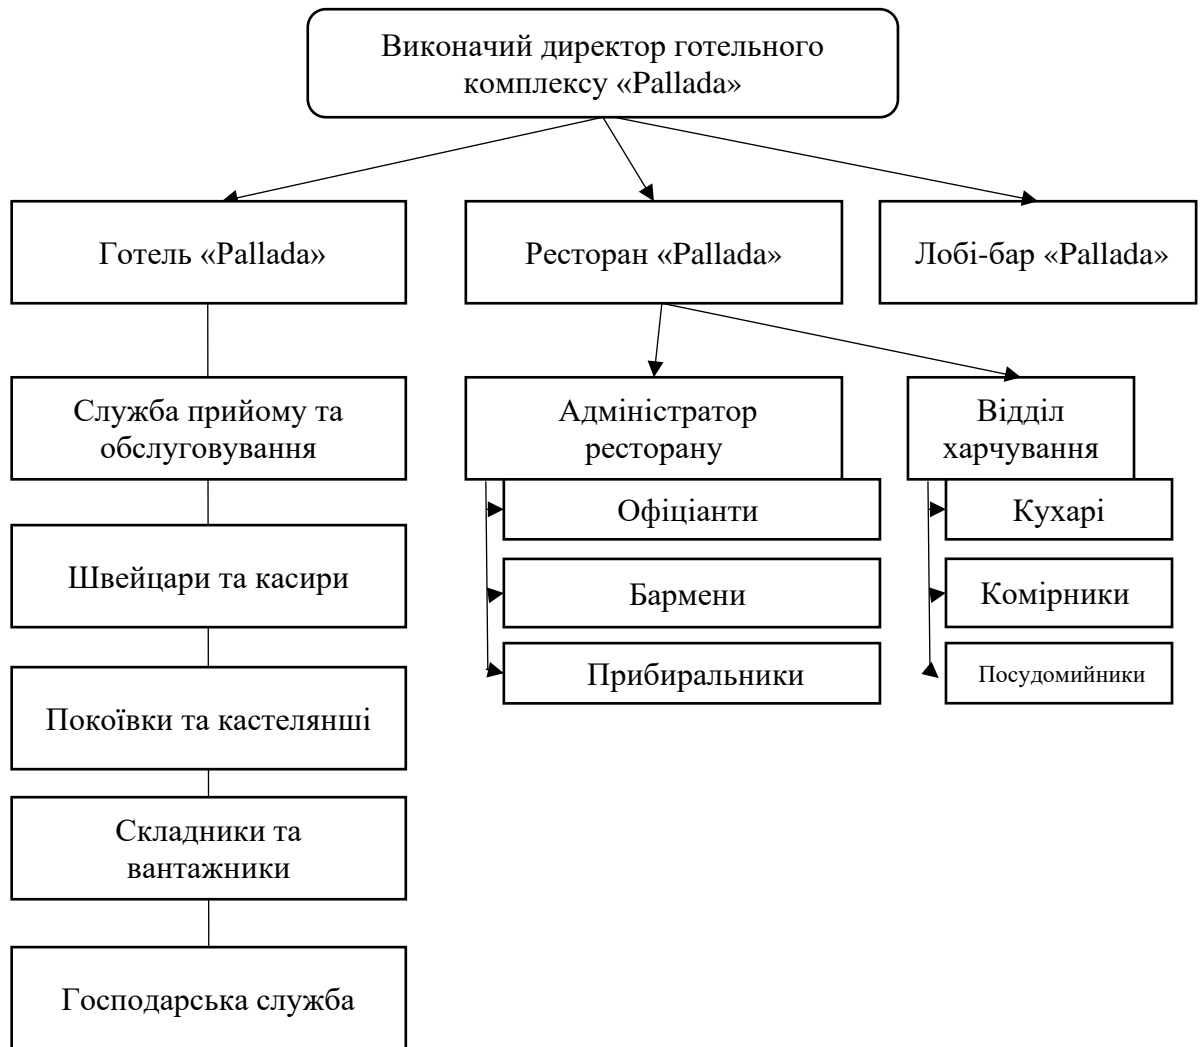 Виконачий директор готельного
комплексу «Pallada»
Готель «Pallada»
Ресторан «Pallada»
Лобі-бар «Pallada»
Служба прийому та
обслуговування
Адміністратор
ресторану
Відділ
харчування
Офіціанти
Кухарі
Швейцари та касири
Бармени
Комірники
Прибиральники
Посудомийники
Покоївки та кастелянші
Складники та
вантажники
Господарська служба